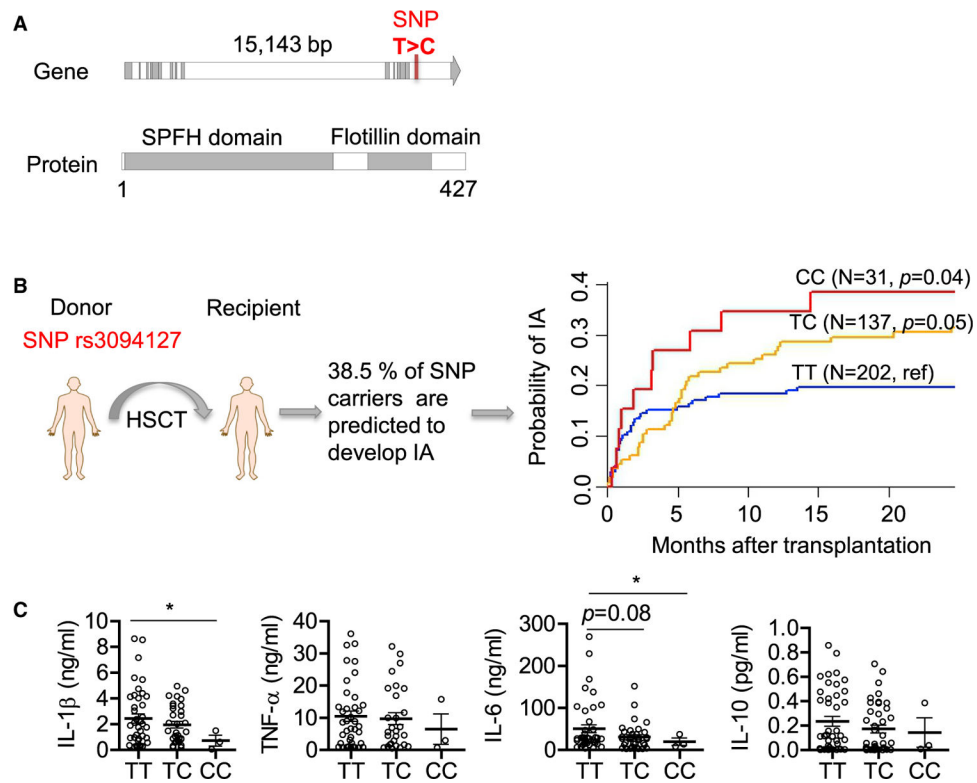 A
SNP
T>C
15,143 bp
Gene
SPFH domain
Flotillin domain
Protein
1
427
B
Donor
SNP rs3094127
Recipient
HSCT
38.5 % of SNP
carriers are
predicted to
develop IA
Probability of IA
0.0
0.1
0.2
0.3
0.4
CC (N=31, p=0.04)
TC (N=137, p=0.05)
TT (N=202, ref)
0 5 10 15 20
Months after transplantation
C
IL-1β (ng/ml)
10
8
6
4
2
0
*
TT TC CC
TNF-α (ng/ml)
40
30
20
10
0
TT TC CC
IL-6 (ng/ml)
300
200
100
0
*
p=0.08
TT TC CC
IL-10 (pg/ml)
1.0
0.8
0.6
0.4
0.2
0.0
TT TC CC